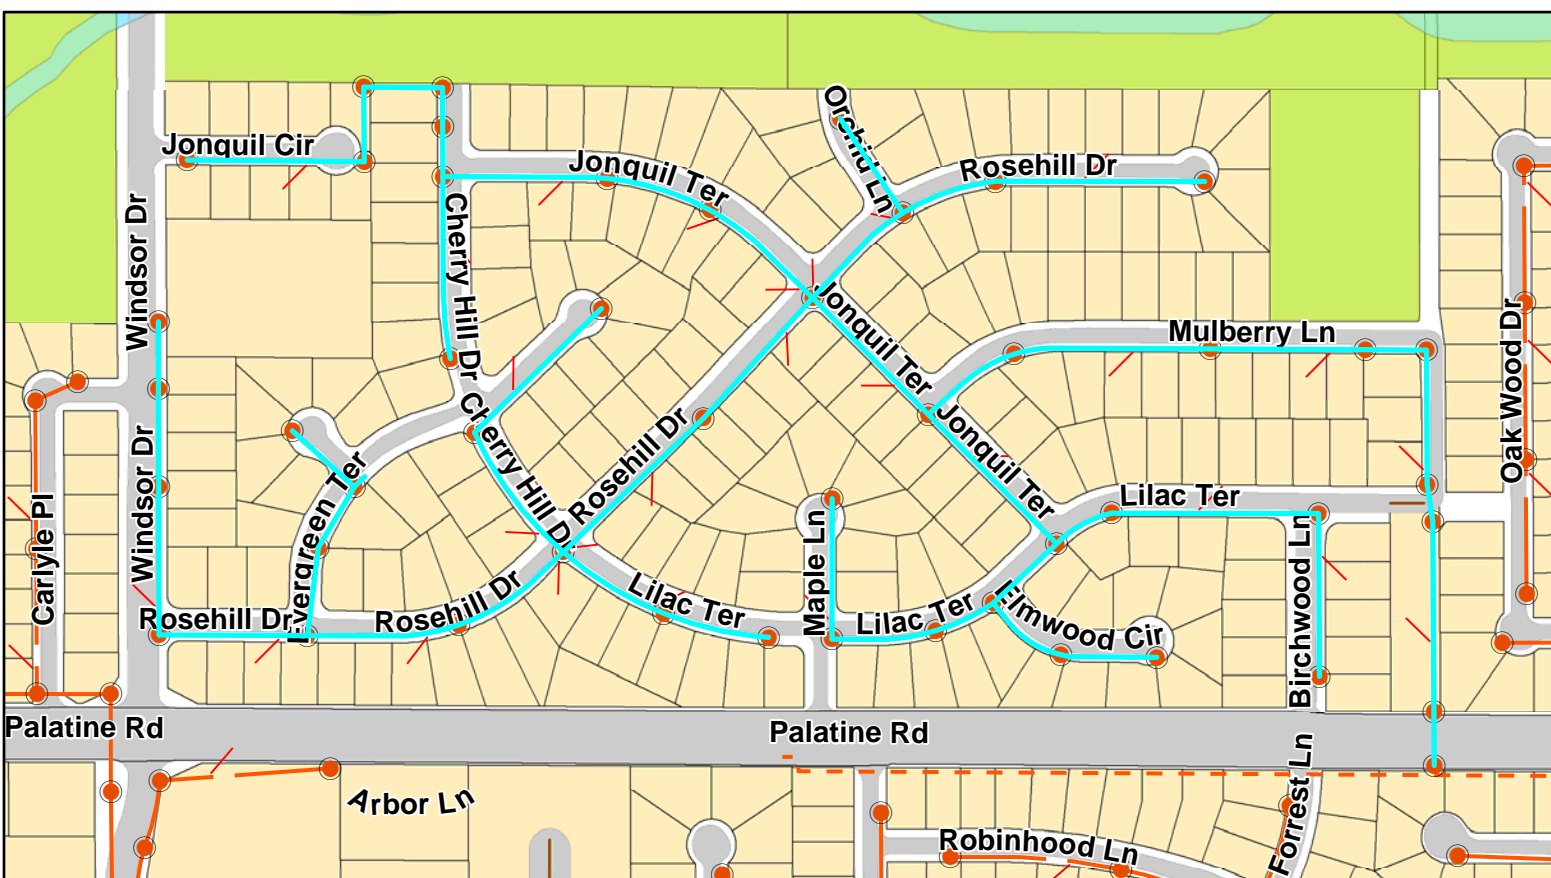 Orchid Ln
Jonquil Cir
Jonquil Ter
Rosehill Dr
Windsor Dr
Cherry Hill Dr
Jonquil Ter
Mulberry Ln
Oak Wood Dr
Cherry Hill Dr
Rosehill Dr
Jonquil Ter
Windsor Dr
Evergreen Ter
Lilac Ter
Carlyle Pl
Maple Ln
Birchwood Ln
Rosehill Dr
Rosehill Dr
Lilac Ter
Lilac Ter
Elmwood Cir
Palatine Rd
Palatine Rd
Forrest Ln
Arbor Ln
Robinhood Ln